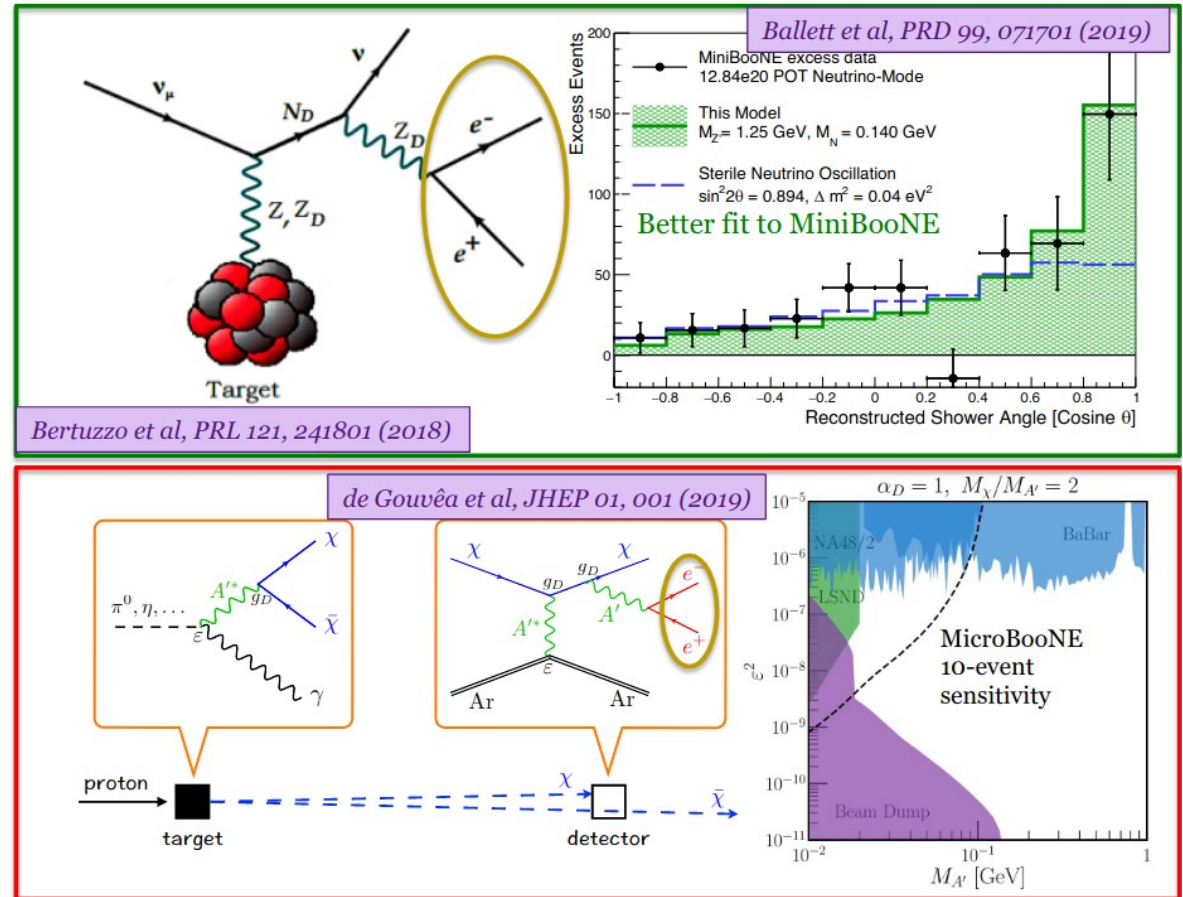 Ballett et al, PRD 99, 071701 (2019)
ν_μ
N_D
ν
Z_D
e⁻
e⁺
Z, Z_D
Target
Bertuzzo et al, PRL 121, 241801 (2018)
Excess Events
200
150
100
50
0
MiniBooNE excess data
12.84e20 POT Neutrino-Mode
This Model
M_Z' = 1.25 GeV, M_N = 0.140 GeV
Sterile Neutrino Oscillation
sin²2θ = 0.894, Δ m² = 0.04 eV²
Better fit to MiniBooNE
−1 −0.8 −0.6 −0.4 −0.2 0 0.2 0.4 0.6 0.8 1
Reconstructed Shower Angle [Cosine θ]
de Gouvêa et al, JHEP 01, 001 (2019)
π⁰, η, . . .
ε
A′*
g_D
χ
χ̄
γ
χ
g_D
χ
g_D
A′*
A′
e⁻
e⁺
ε
Ar
Ar
proton
target
χ
χ̄
detector
α_D = 1, M_χ/M_A′ = 2
ε²
10⁻⁵
10⁻⁶
10⁻⁷
10⁻⁸
10⁻⁹
10⁻¹⁰
10⁻¹¹
NA48/2
BaBar
LSND
MicroBooNE
10-event
sensitivity
Beam Dump
10⁻² 10⁻¹ 1
M_A′ [GeV]